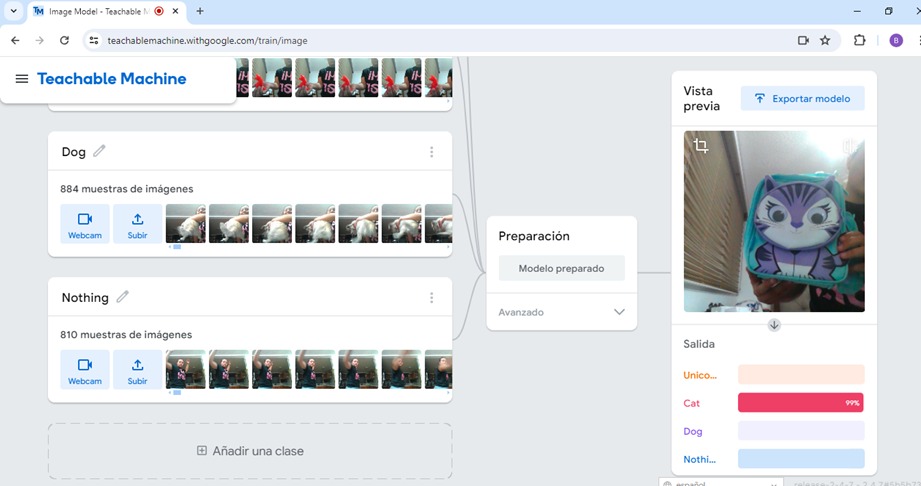 Image Model - Teachable M
teachablemachine.withgoogle.com/train/image
B
Teachable Machine
Dog
884 muestras de imágenes
Webcam
Subir
Nothing
810 muestras de imágenes
Webcam
Subir
Añadir una clase
Preparación
Modelo preparado
Avanzado
Vista previa
Exportar modelo
Salida
Unico...
Cat
99%
Dog
Nothi...
español